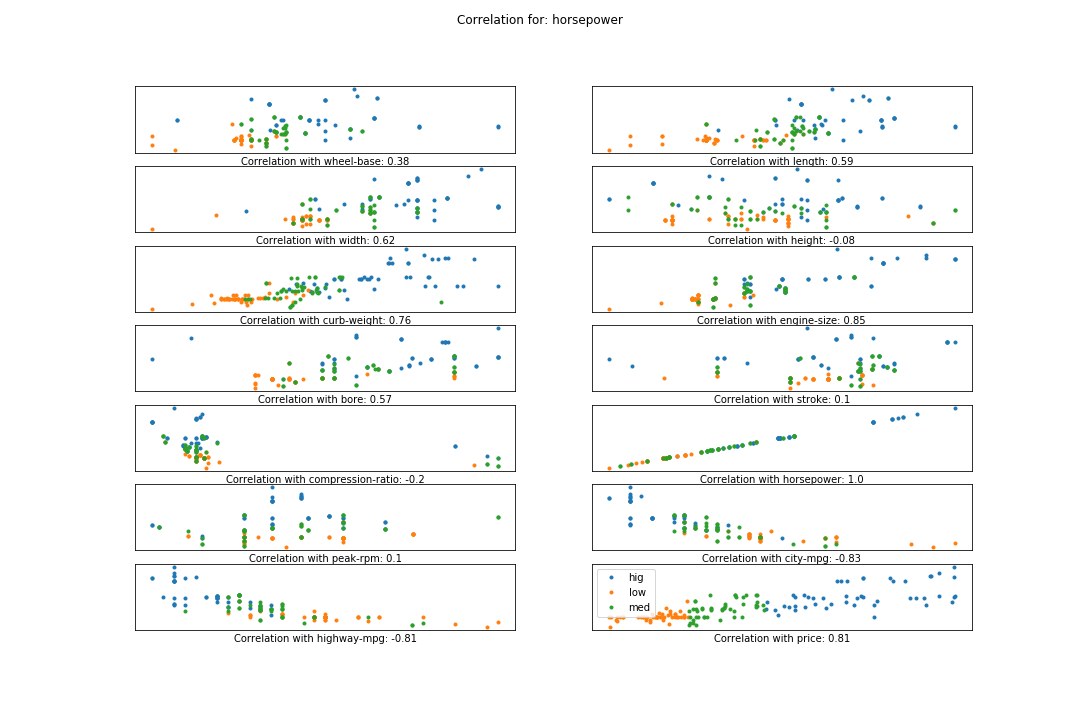 Correlation for: horsepower
Correlation with wheel-base: 0.38
Correlation with length: 0.59
Correlation with width: 0.62
Correlation with height: -0.08
Correlation with curb-weight: 0.76
Correlation with engine-size: 0.85
Correlation with bore: 0.57
Correlation with stroke: 0.1
Correlation with compression-ratio: -0.2
Correlation with horsepower: 1.0
Correlation with peak-rpm: 0.1
Correlation with city-mpg: -0.83
hig
low
med
Correlation with highway-mpg: -0.81
Correlation with price: 0.81